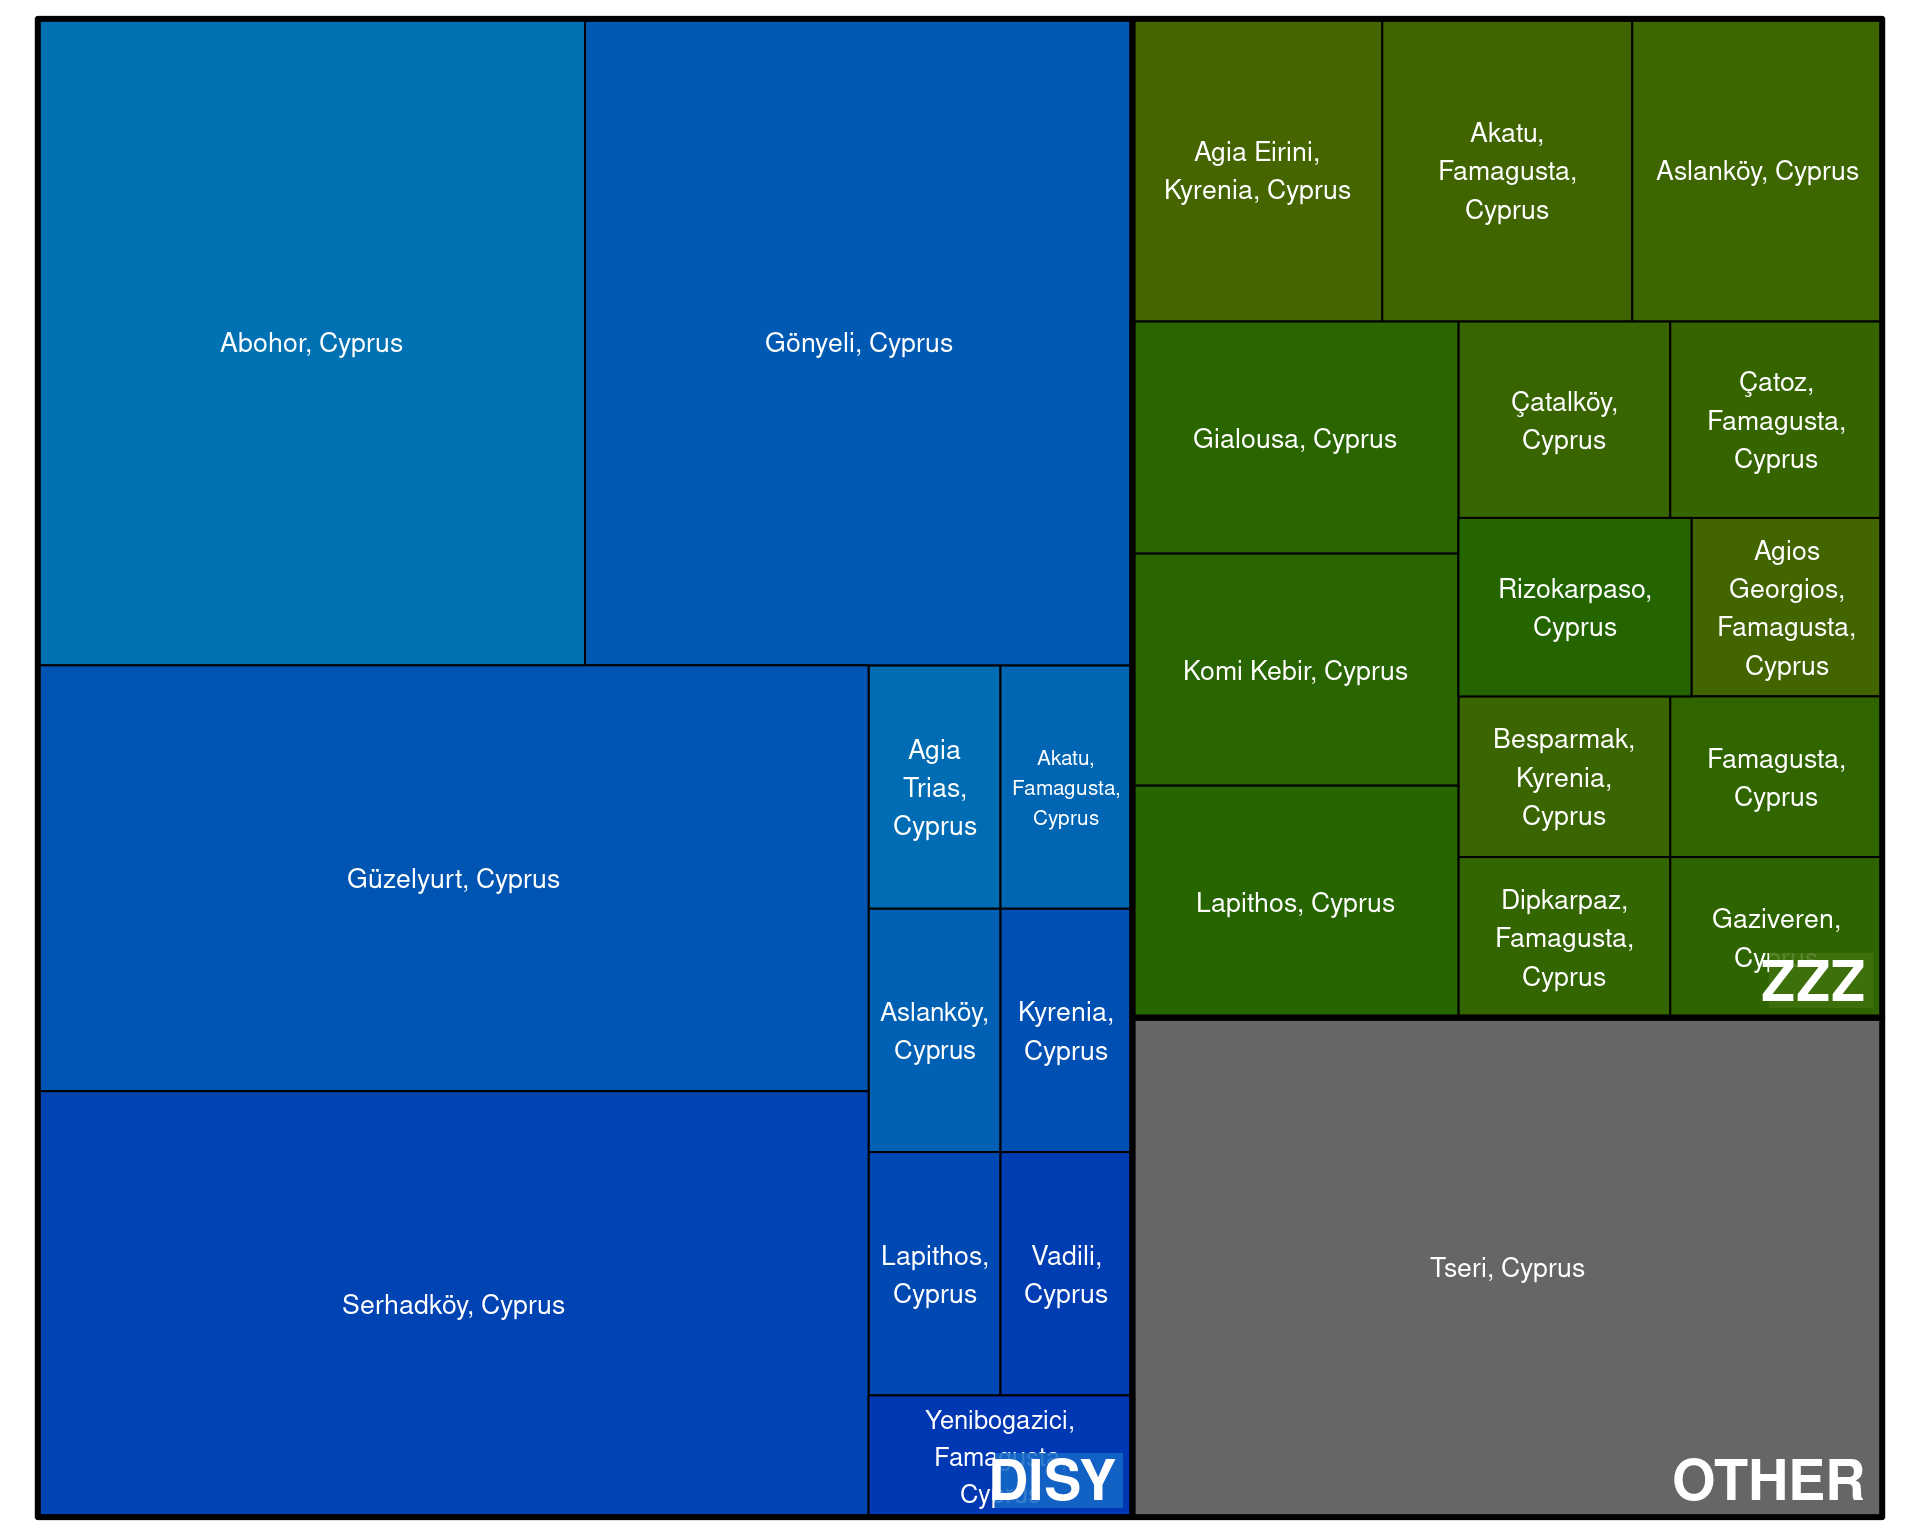 Abohor, Cyprus
Gönyeli, Cyprus
Güzelyurt, Cyprus
Serhadköy, Cyprus
Agia
Trias,
Cyprus
Akatu,
Famagusta,
Cyprus
Aslanköy,
Cyprus
Kyrenia,
Cyprus
Lapithos,
Cyprus
Vadili,
Cyprus
Yenibogazici,
Famagusta,
Cyprus
DISY
Agia Eirini,
Kyrenia, Cyprus
Akatu,
Famagusta,
Cyprus
Aslanköy, Cyprus
Gialousa, Cyprus
Komi Kebir, Cyprus
Lapithos, Cyprus
Çatalköy,
Cyprus
Çatoz,
Famagusta,
Cyprus
Rizokarpaso,
Cyprus
Agios
Georgios,
Famagusta,
Cyprus
Besparmak,
Kyrenia,
Cyprus
Famagusta,
Cyprus
Dipkarpaz,
Famagusta,
Cyprus
Gaziveren,
Cyprus
ZZZ
Tseri, Cyprus
OTHER